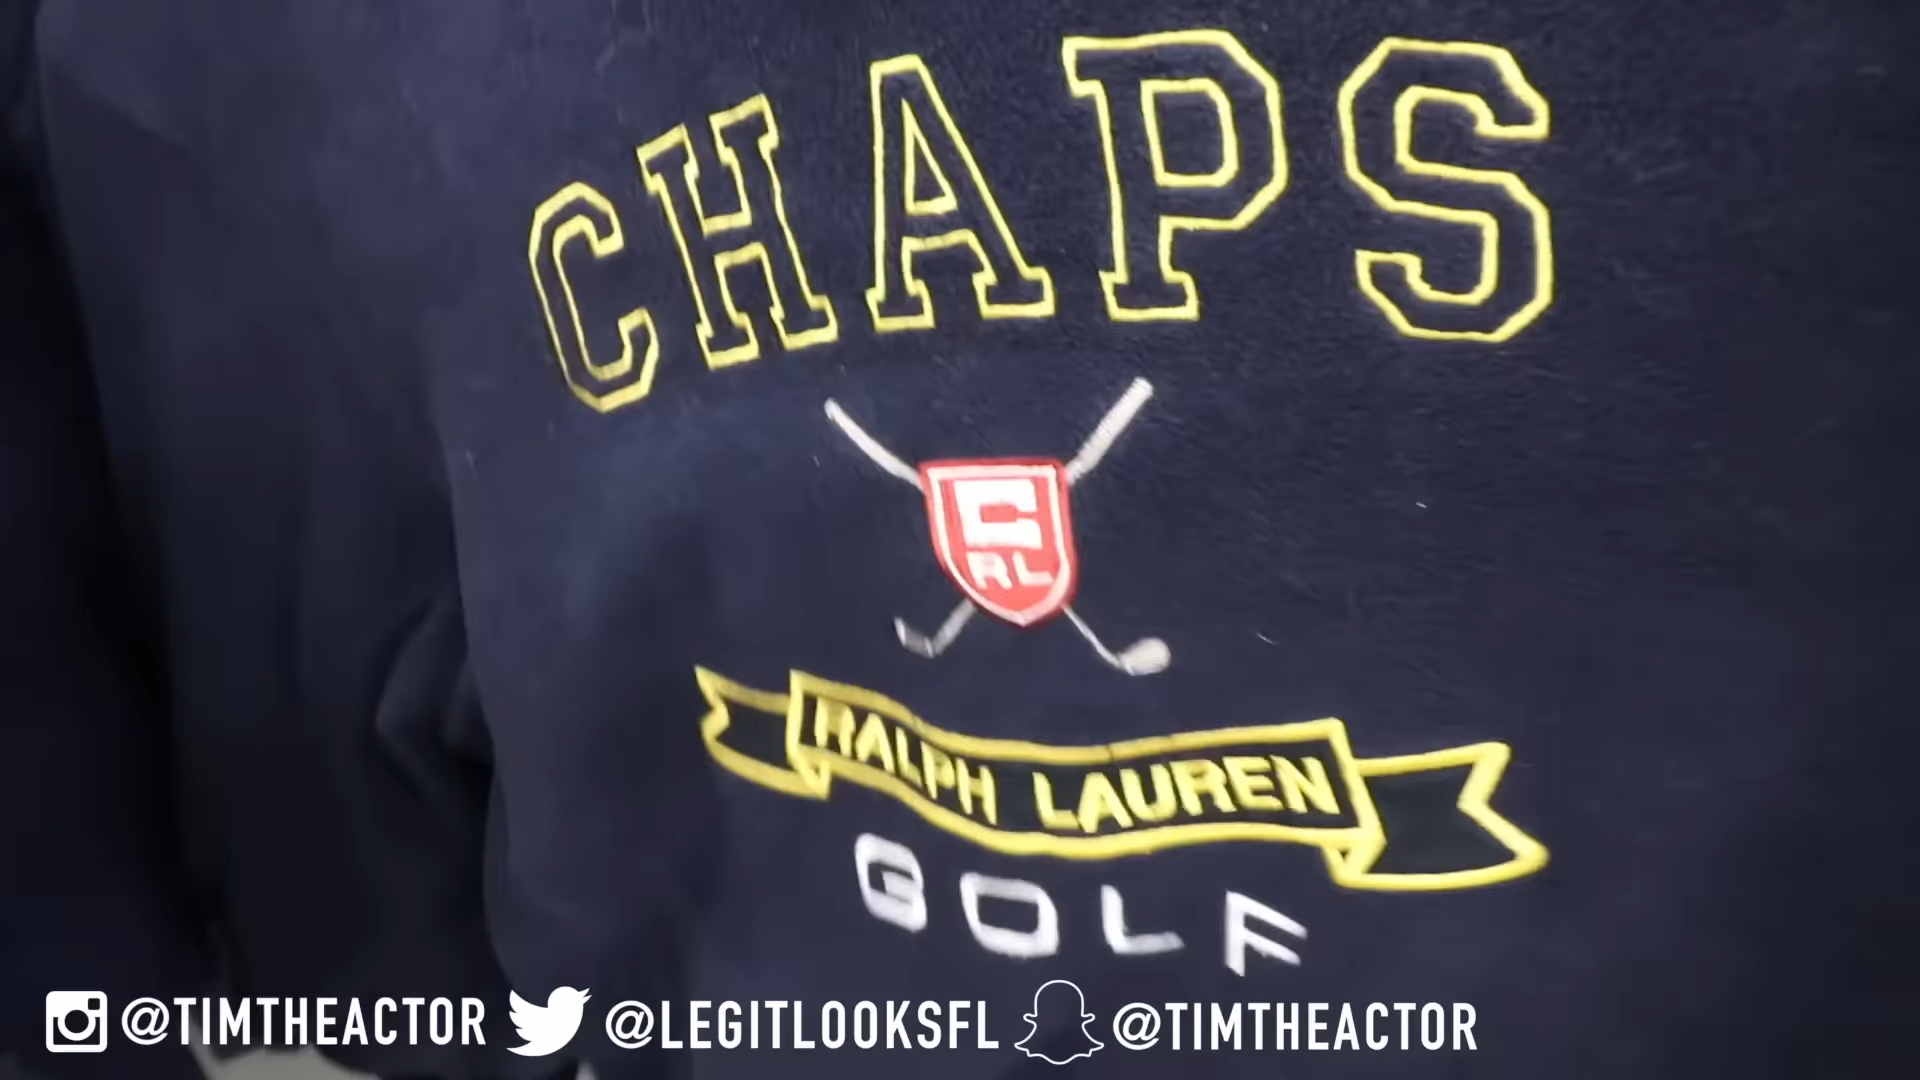 CHAPS
C
RL
RALPH LAUREN
GOLF
@TIMTHEACTOR @LEGITLOOKSFL @TIMTHEACTOR